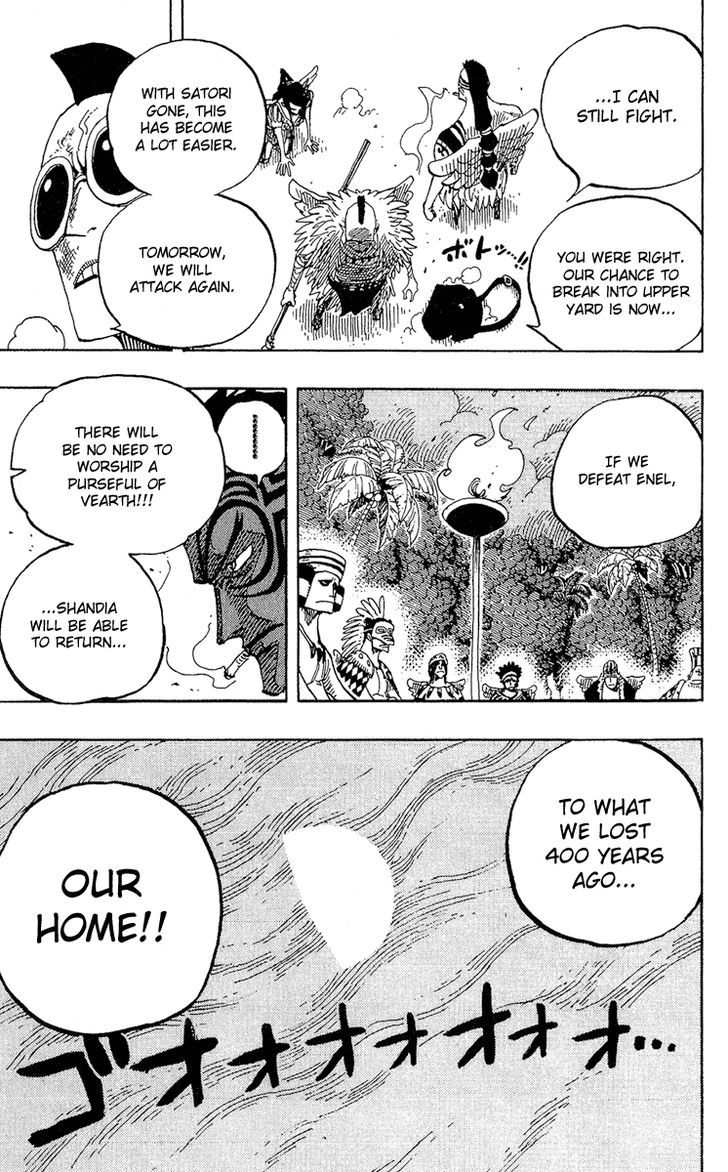 ...I CAN
STILL FIGHT.
YOU WERE RIGHT.
OUR CHANCE TO
BREAK INTO UPPER
YARD IS NOW...
ボトッ…!!
WITH SATORI
GONE, THIS
HAS BECOME
A LOT EASIER.
TOMORROW,
WE WILL
ATTACK AGAIN.
IF WE
DEFEAT ENEL,
THERE WILL
BE NO NEED TO
WORSHIP A
PURSEFUL OF
VEARTH!!!
...SHANDIA
WILL BE ABLE
TO RETURN...
TO WHAT
WE LOST
400 YEARS
AGO...
OUR
HOME!!
ゴオオオオオオオ…